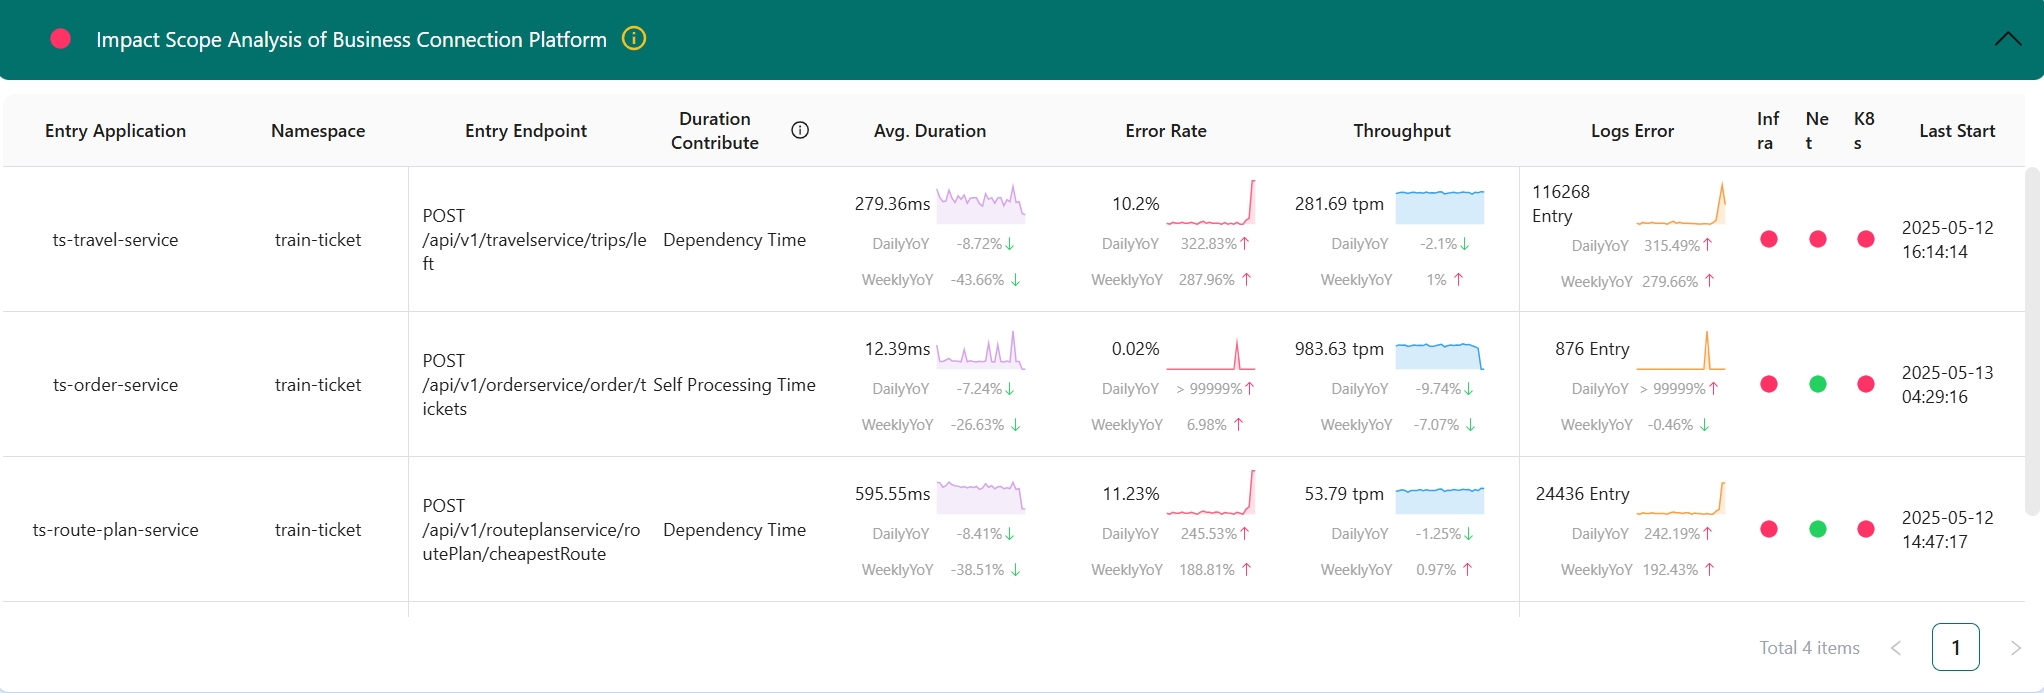 Impact Scope Analysis of Business Connection Platform
Entry Application
Namespace
Entry Endpoint
Duration
Contribute
Avg. Duration
Error Rate
Throughput
Logs Error
Inf
ra
Ne
t
K8
s
Last Start
ts-travel-service
train-ticket
POST
/api/v1/travelservice/trips/le
ft
Dependency Time
279.36ms
DailyYoY -8.72%↓
WeeklyYoY -43.66% ↓
10.2%
DailyYoY 322.83%↑
WeeklyYoY 287.96% ↑
281.69 tpm
DailyYoY -2.1%↓
WeeklyYoY 1% ↑
116268
Entry
DailyYoY 315.49%↑
WeeklyYoY 279.66% ↑
2025-05-12
16:14:14
ts-order-service
train-ticket
POST
/api/v1/orderservice/order/t
ickets
Self Processing Time
12.39ms
DailyYoY -7.24%↓
WeeklyYoY -26.63% ↓
0.02%
DailyYoY > 99999%↑
WeeklyYoY 6.98% ↑
983.63 tpm
DailyYoY -9.74%↓
WeeklyYoY -7.07% ↓
876 Entry
DailyYoY > 99999%↑
WeeklyYoY -0.46% ↓
2025-05-13
04:29:16
ts-route-plan-service
train-ticket
POST
/api/v1/routeplanservice/ro
utePlan/cheapestRoute
Dependency Time
595.55ms
DailyYoY -8.41%↓
WeeklyYoY -38.51% ↓
11.23%
DailyYoY 245.53%↑
WeeklyYoY 188.81% ↑
53.79 tpm
DailyYoY -1.25%↓
WeeklyYoY 0.97% ↑
24436 Entry
DailyYoY 242.19%↑
WeeklyYoY 192.43% ↑
2025-05-12
14:47:17
Total 4 items < 1 >